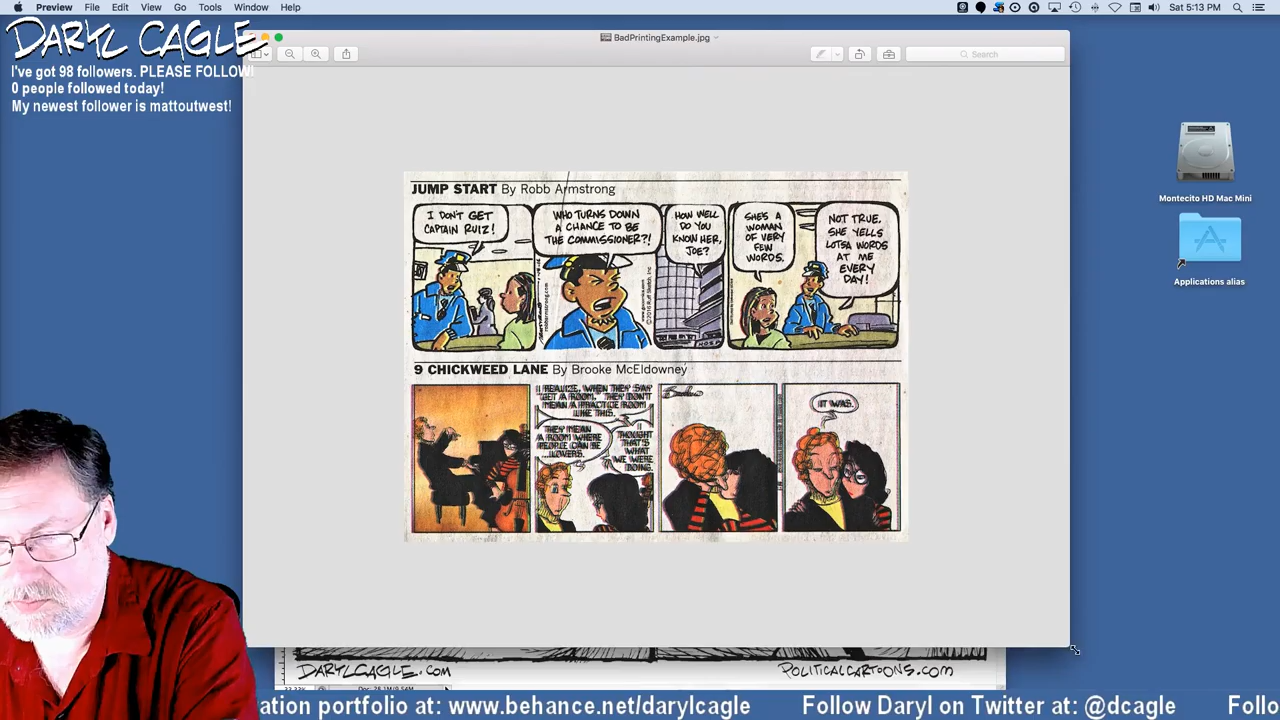 Preview File Edit View Go Tools Window Help
Sat 5:13 PM
DARYL CAGLE
I've got 98 followers. PLEASE FOLLOW!
0 people followed today!
My newest follower is mattoutwest!
BadPrintingExample.jpg
Search
Montecito HD Mac Mini
Applications alias
JUMP START By Robb Armstrong
I DON'T GET
CAPTAIN RUIZ!
WHO TURNS DOWN
A CHANCE TO BE
THE COMMISSIONER?!
HOW WELL
DO YOU
KNOW HER,
JOE?
SHE'S A
WOMAN
OF VERY
FEW
WORDS.
NOT TRUE.
SHE YELLS
LOTSA WORDS
AT ME
EVERY
DAY!
9 CHICKWEED LANE By Brooke McEldowney
I REALIZE, WHEN THEY SAY
"GET A ROOM," THEY DON'T
MEAN A PRACTICE ROOM
LIKE THIS.
THEY MEAN
A ROOM WHERE
PEOPLE CAN BE
...LOVERS.
I
THOUGHT
THAT'S
WHAT
WE WERE
DOING.
IT WAS.
DARYLCAGLE.com
POLITICALCARTOONS.com
ation portfolio at: www.behance.net/darylcagle
Follow Daryl on Twitter at: @dcagle
Follo